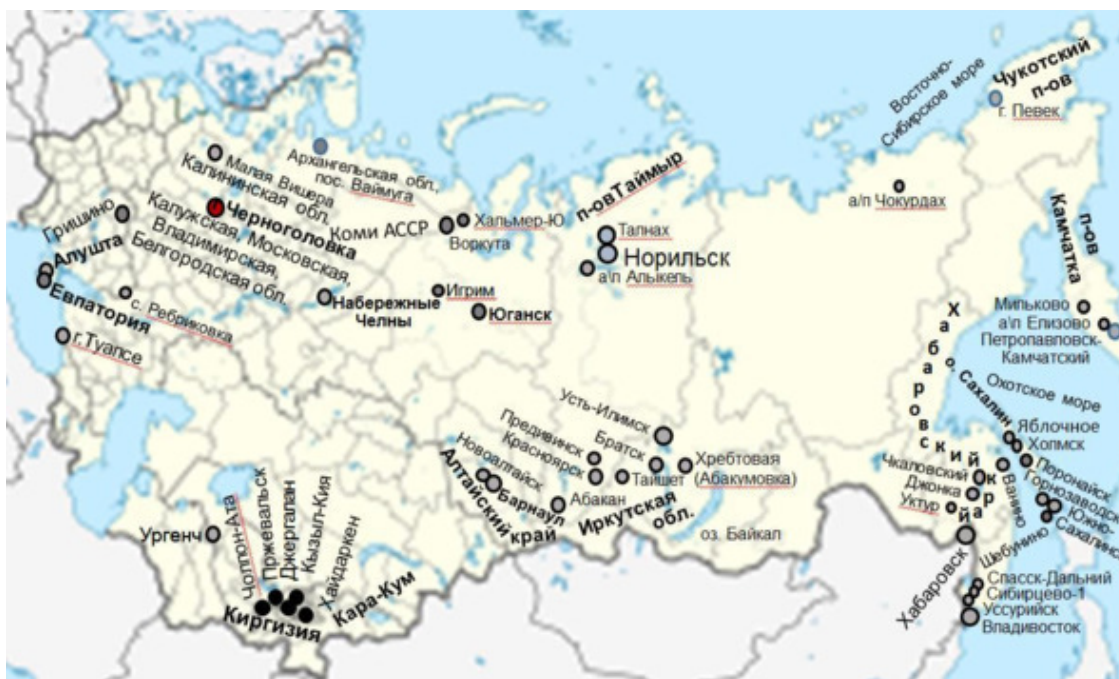 Чукотский
п-ов
г. Певек
Восточно-
Сибирское море
а/п Чокурдах
п-ов
Камчатка
Мильково
а\п Елизово
Петропавловск-
Камчатский
Архангельская обл.,
пос. Ваймуга
Малая Вишера
Калининская обл.
Черноголовка
Калужская, Московская,
Владимирская,
Белгородская обл.
Гришино
Алушта
Евпатория
с. Ребриковка
г.Туапсе
Набережные
Челны
Коми АССР
Хальмер-Ю
Воркута
Игрим
Юганск
п-овТаймыр
Талнах
Норильск
а\п Алыкель
Хабаровский край
о. Сахалин
Охотское море
Яблочное
Холмск
Поронайск
Горнозаводск
Южно-
Сахалинск
Ванино
Чкаловский
Джонка
Уктур
Шебунино
Хабаровск
Спасск-Дальний
Сибирцево-1
Уссурийск
Владивосток
Усть-Илимск
Братск
Предивинск
Красноярск
Тайшет
Хребтовая
(Абакумовка)
Новоалтайск
Барнаул
Алтайский
край
Абакан
Иркутская
обл.
оз. Байкал
Ургенч
Чолпон-Ата
Пржевальск
Джергалан
Кызыл-Кия
Хайдаркен
Киргизия
Кара-Кум